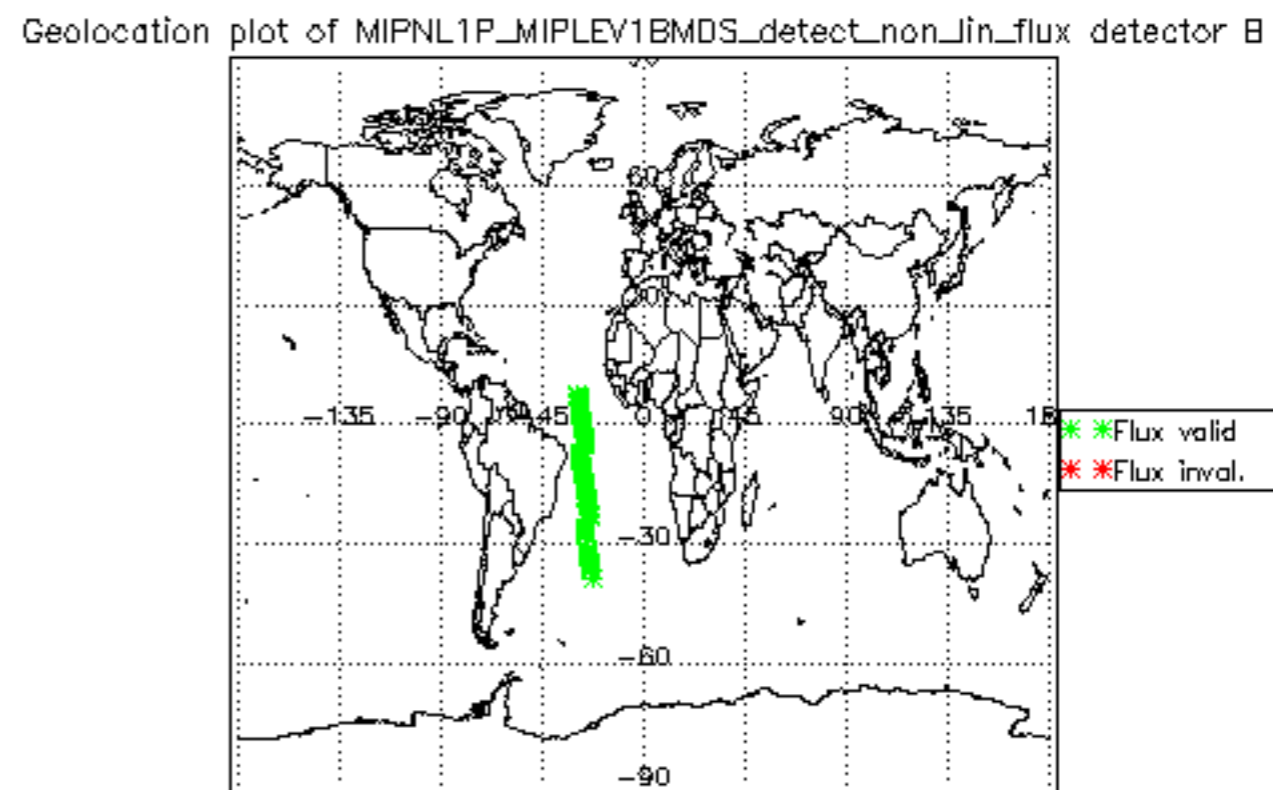 Geolocation plot of MIPNL1P_MIPLEV1BMDS_detect_non_lin_flux detector B
60
-135 -90 45 0 45 90 135
Flux valid
Flux inval.
-30
-60
-90